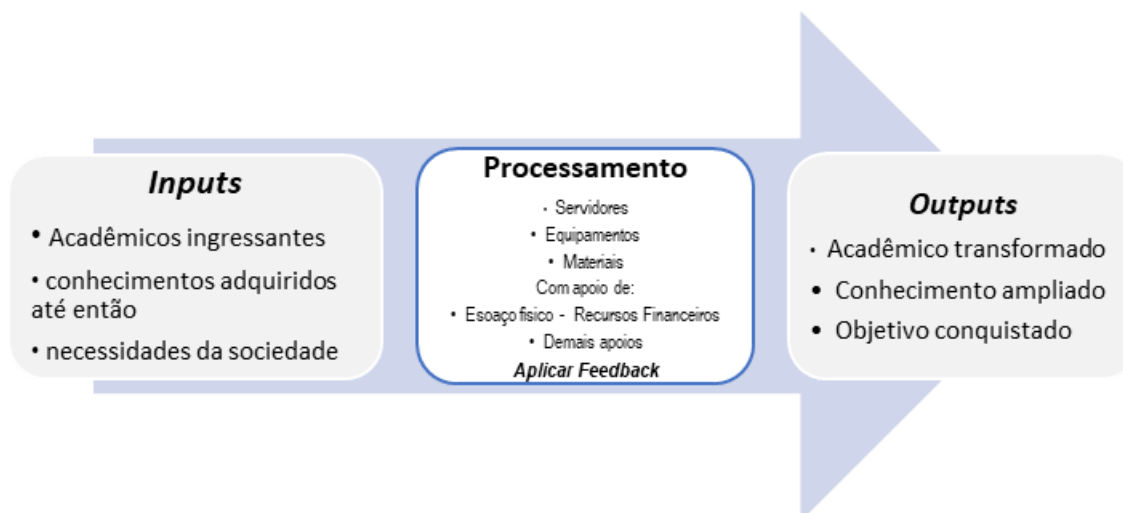 Inputs
• Acadêmicos ingressantes
• conhecimentos adquiridos
até então
• necessidades da sociedade
Processamento
• Servidores
• Equipamentos
• Materiais
Com apoio de:
• Esoaço fisico - Recursos Financeiros
• Demais apoios
Aplicar Feedback
Outputs
• Acadêmico transformado
• Conhecimento ampliado
• Objetivo conquistado